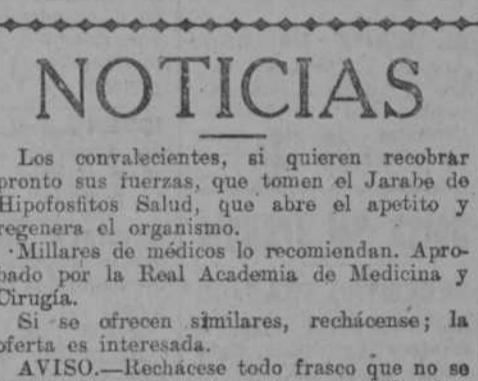 NOTICIAS
Los convalecientes, si quieren recobrar
pronto sus fuerzas, que tomen el Jarabe de
Hipofosfitos Salud, que abre el apetito y
regenera el organismo.
Millares de médicos lo recomiendan. Apro-
bado por la Real Academia de Medicina y
Cirugía.
Si se ofrecen similares, rechácense; la
oferta es interesada.
AVISO.—Rechácese todo frasco que no se